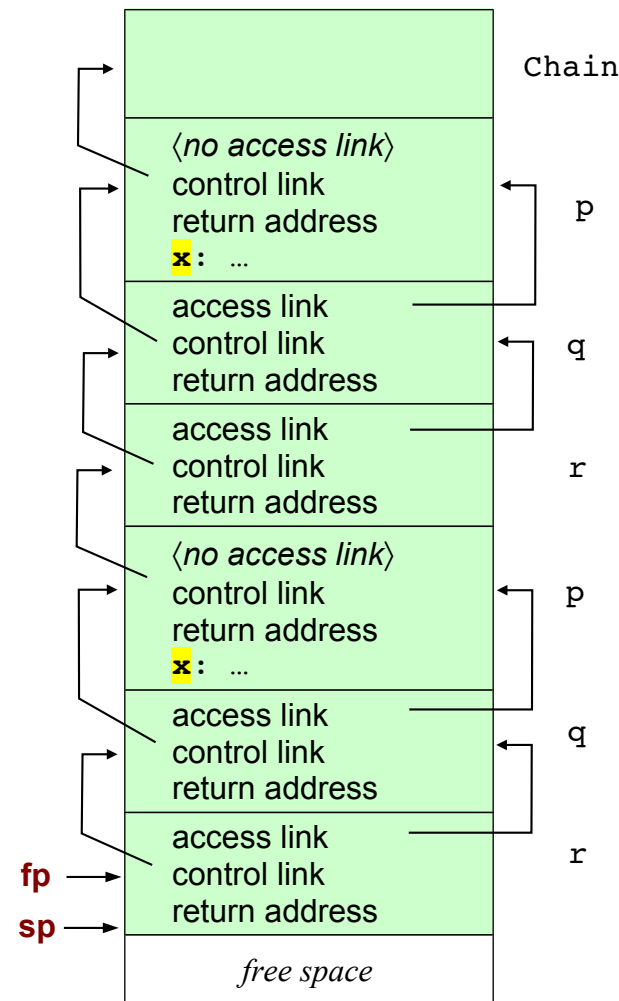 Chain
⟨no access link⟩
control link
return address
x: …
p
access link
control link
return address
q
access link
control link
return address
r
⟨no access link⟩
control link
return address
x: …
p
access link
control link
return address
q
access link
control link
return address
r
fp
sp
free space